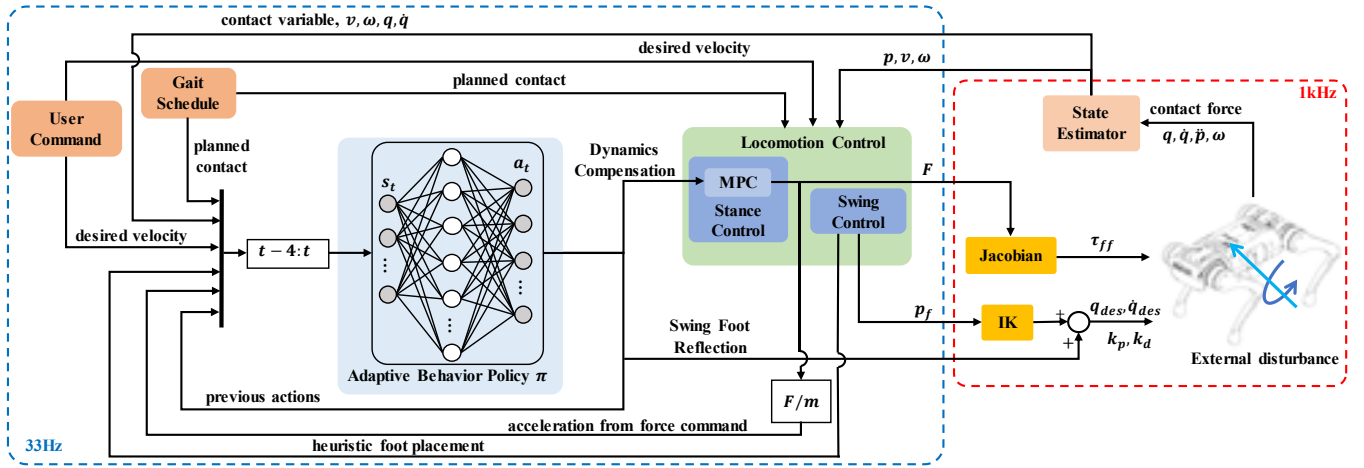 contact variable, v, ω, q, q̇
desired velocity
Gait
Schedule
planned contact
p, v, ω
1kHz
User
Command
State
Estimator
contact force
q, q̇, p̈, ω
planned
contact
Dynamics
Compensation
Locomotion Control
s_t
a_t
MPC
F
Stance
Control
Swing
Control
desired velocity
t − 4: t
Jacobian
τ_ff
p_f
IK
+
+
q_des, q̇_des
k_p, k_d
Swing Foot
Reflection
External disturbance
Adaptive Behavior Policy π
previous actions
F/m
acceleration from force command
heuristic foot placement
33Hz